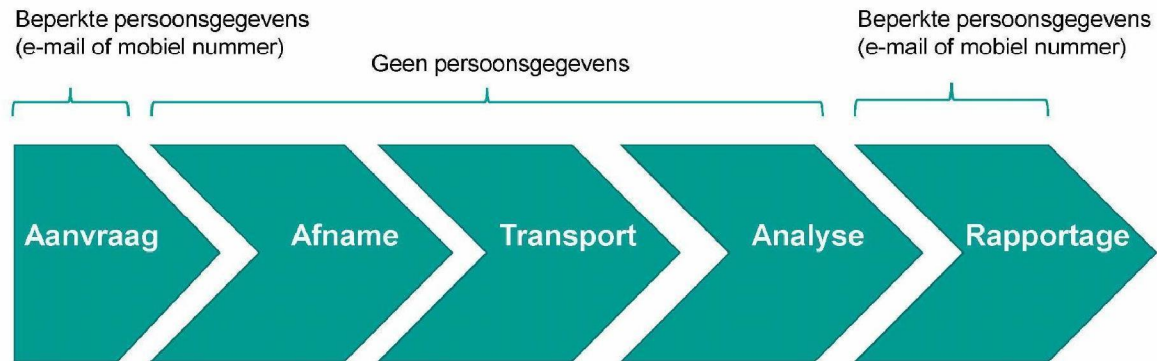 Beperkte persoonsgegevens
(e-mail of mobiel nummer)
Geen persoonsgegevens
Beperkte persoonsgegevens
(e-mail of mobiel nummer)
Aanvraag
Afname
Transport
Analyse
Rapportage